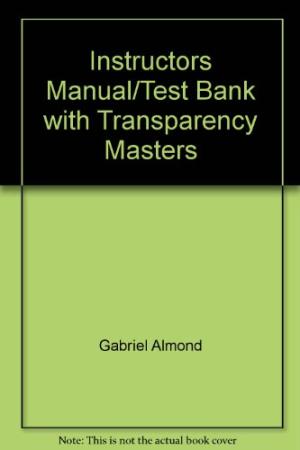 Instructors
Manual/Test Bank
with Transparency
Masters
Gabriel Almond
Note: This is not the actual book cover